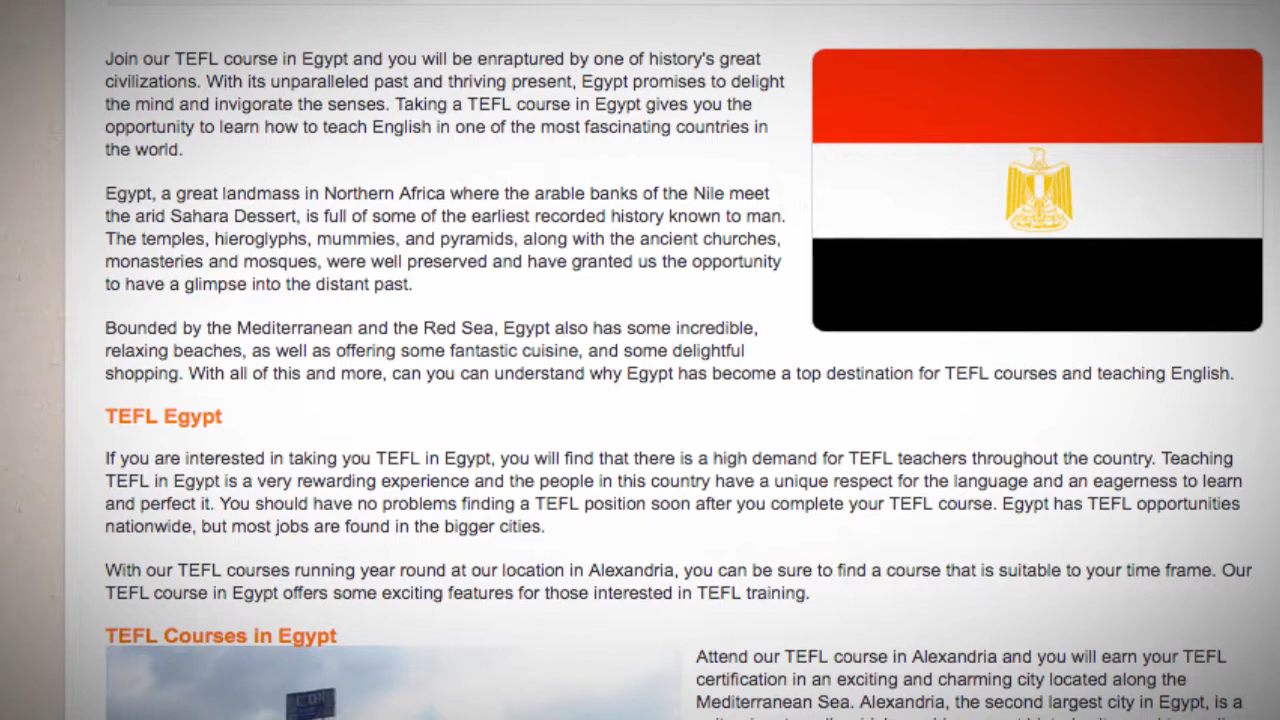 Join our TEFL course in Egypt and you will be enraptured by one of history's great
civilizations. With its unparalleled past and thriving present, Egypt promises to delight
the mind and invigorate the senses. Taking a TEFL course in Egypt gives you the
opportunity to learn how to teach English in one of the most fascinating countries in
the world.
Egypt, a great landmass in Northern Africa where the arable banks of the Nile meet
the arid Sahara Dessert, is full of some of the earliest recorded history known to man.
The temples, hieroglyphs, mummies, and pyramids, along with the ancient churches,
monasteries and mosques, were well preserved and have granted us the opportunity
to have a glimpse into the distant past.
Bounded by the Mediterranean and the Red Sea, Egypt also has some incredible,
relaxing beaches, as well as offering some fantastic cuisine, and some delightful
shopping. With all of this and more, can you can understand why Egypt has become a top destination for TEFL courses and teaching English.
TEFL Egypt
If you are interested in taking you TEFL in Egypt, you will find that there is a high demand for TEFL teachers throughout the country. Teaching
TEFL in Egypt is a very rewarding experience and the people in this country have a unique respect for the language and an eagerness to learn
and perfect it. You should have no problems finding a TEFL position soon after you complete your TEFL course. Egypt has TEFL opportunities
nationwide, but most jobs are found in the bigger cities.
With our TEFL courses running year round at our location in Alexandria, you can be sure to find a course that is suitable to your time frame. Our
TEFL course in Egypt offers some exciting features for those interested in TEFL training.
TEFL Courses in Egypt
Attend our TEFL course in Alexandria and you will earn your TEFL
certification in an exciting and charming city located along the
Mediterranean Sea. Alexandria, the second largest city in Egypt, is a